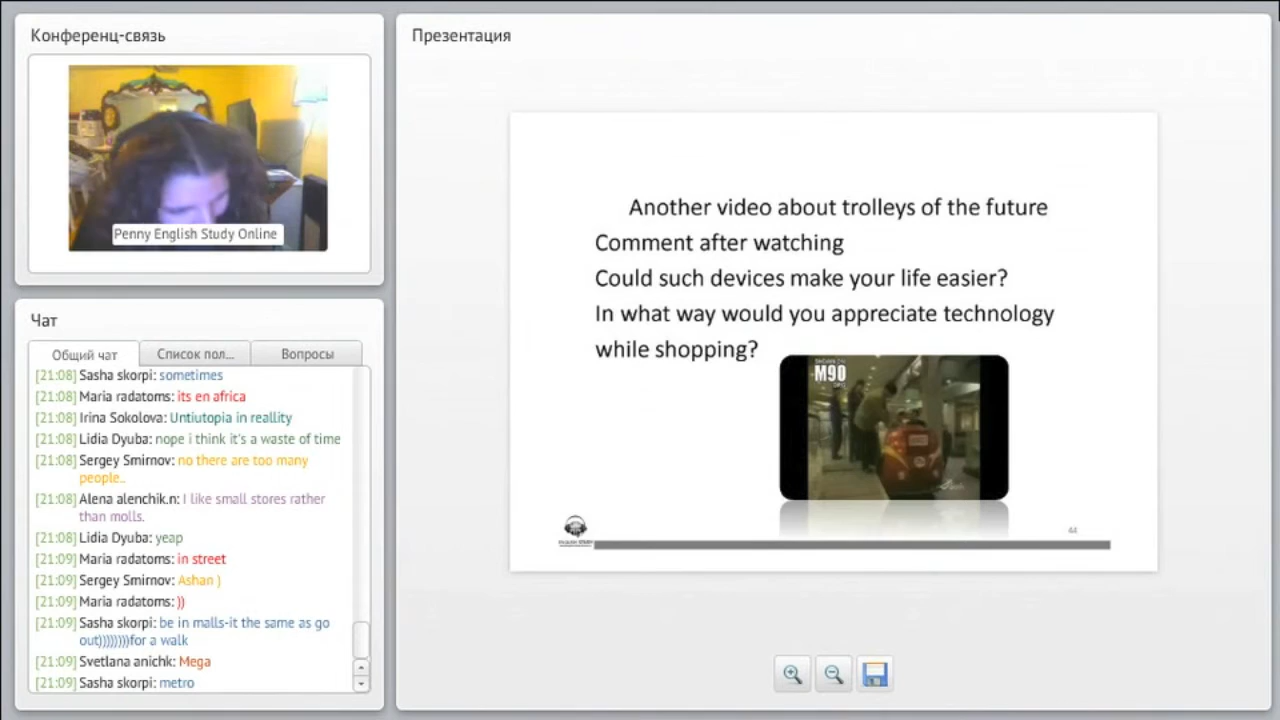 Конференц-связь
Penny English Study Online
Чат
Общий чат
Список пол...
Вопросы
[21:08] Sasha skorpi: sometimes
[21:08] Maria radatoms: its en africa
[21:08] Irina Sokolova: Untiutopia in reallity
[21:08] Lidia Dyuba: nope i think it's a waste of time
[21:08] Sergey Smirnov: no there are too many
people..
[21:08] Alena alenchik.n: I like small stores rather
than molls.
[21:08] Lidia Dyuba: yeap
[21:09] Maria radatoms: in street
[21:09] Sergey Smirnov: Ashan )
[21:09] Maria radatoms: ))
[21:09] Sasha skorpi: be in malls-it the same as go
out))))))))for a walk
[21:09] Svetlana anichk: Mega
[21:09] Sasha skorpi: metro
Презентация
Another video about trolleys of the future
Comment after watching
Could such devices make your life easier?
In what way would you appreciate technology
while shopping?
M90
44